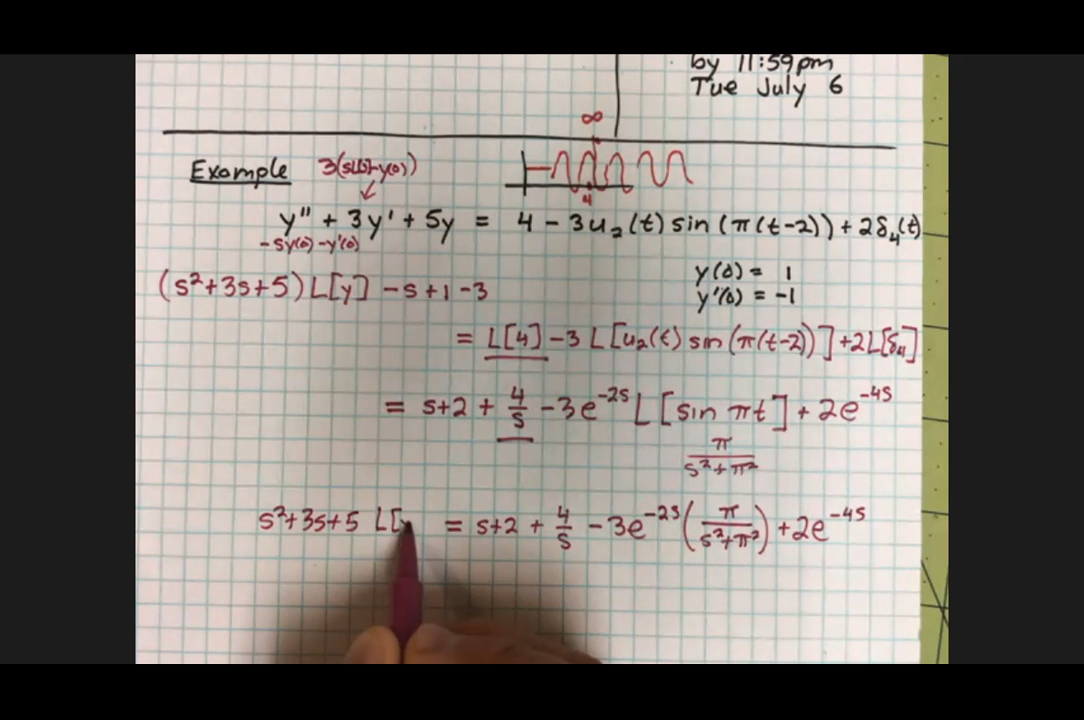 by 11:59pm
Tue July 6
∞
Example 3(sL[y]-y(0))
4
y'' + 3y' + 5y = 4 - 3u₂(t) sin(π(t-2)) + 2δ₄(t)
-sy(0) -y'(0)
y(0) = 1
(s²+3s+5) L[y] -s+1-3
y'(0) = -1
= L[4] -3 L[u₂(t) sin(π(t-2))] +2L[δ₄]
= s+2 + 4/s -3e^-2s L[sin πt] + 2e^-4s
π/(s²+π²)
s²+3s+5 L[ = s+2 + 4/s -3e^-2s (π/(s²+π²)) +2e^-4s